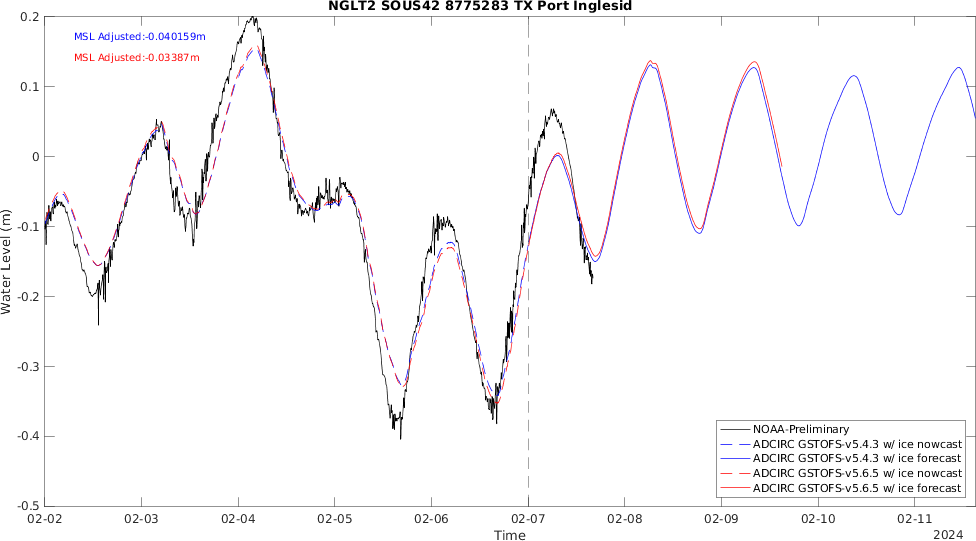 NGLT2 SOUS42 8775283 TX Port Inglesid
MSL Adjusted:-0.040159m
MSL Adjusted:-0.03387m
0.2
0.1
0
-0.1
-0.2
-0.3
-0.4
-0.5
Water Level (m)
NOAA-Preliminary
ADCIRC GSTOFS-v5.4.3 w/ ice nowcast
ADCIRC GSTOFS-v5.4.3 w/ ice forecast
ADCIRC GSTOFS-v5.6.5 w/ ice nowcast
ADCIRC GSTOFS-v5.6.5 w/ ice forecast
02-02 02-03 02-04 02-05 02-06 02-07 02-08 02-09 02-10 02-11
Time
2024